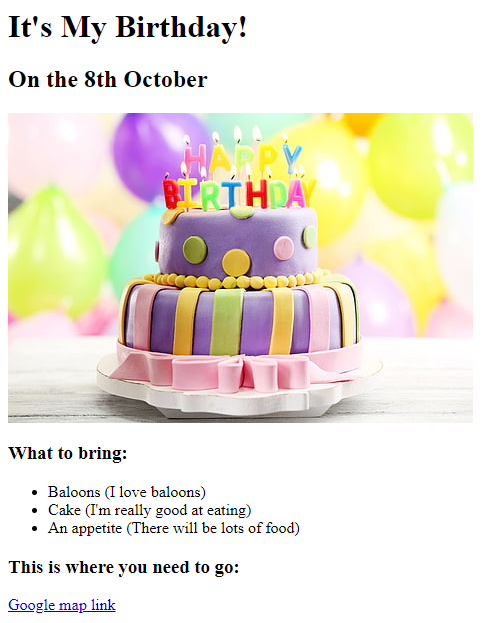 It's My Birthday!
On the 8th October
HAPPY
BIRTHDAY
What to bring:
Baloons (I love baloons)
Cake (I'm really good at eating)
An appetite (There will be lots of food)
This is where you need to go:
Google map link